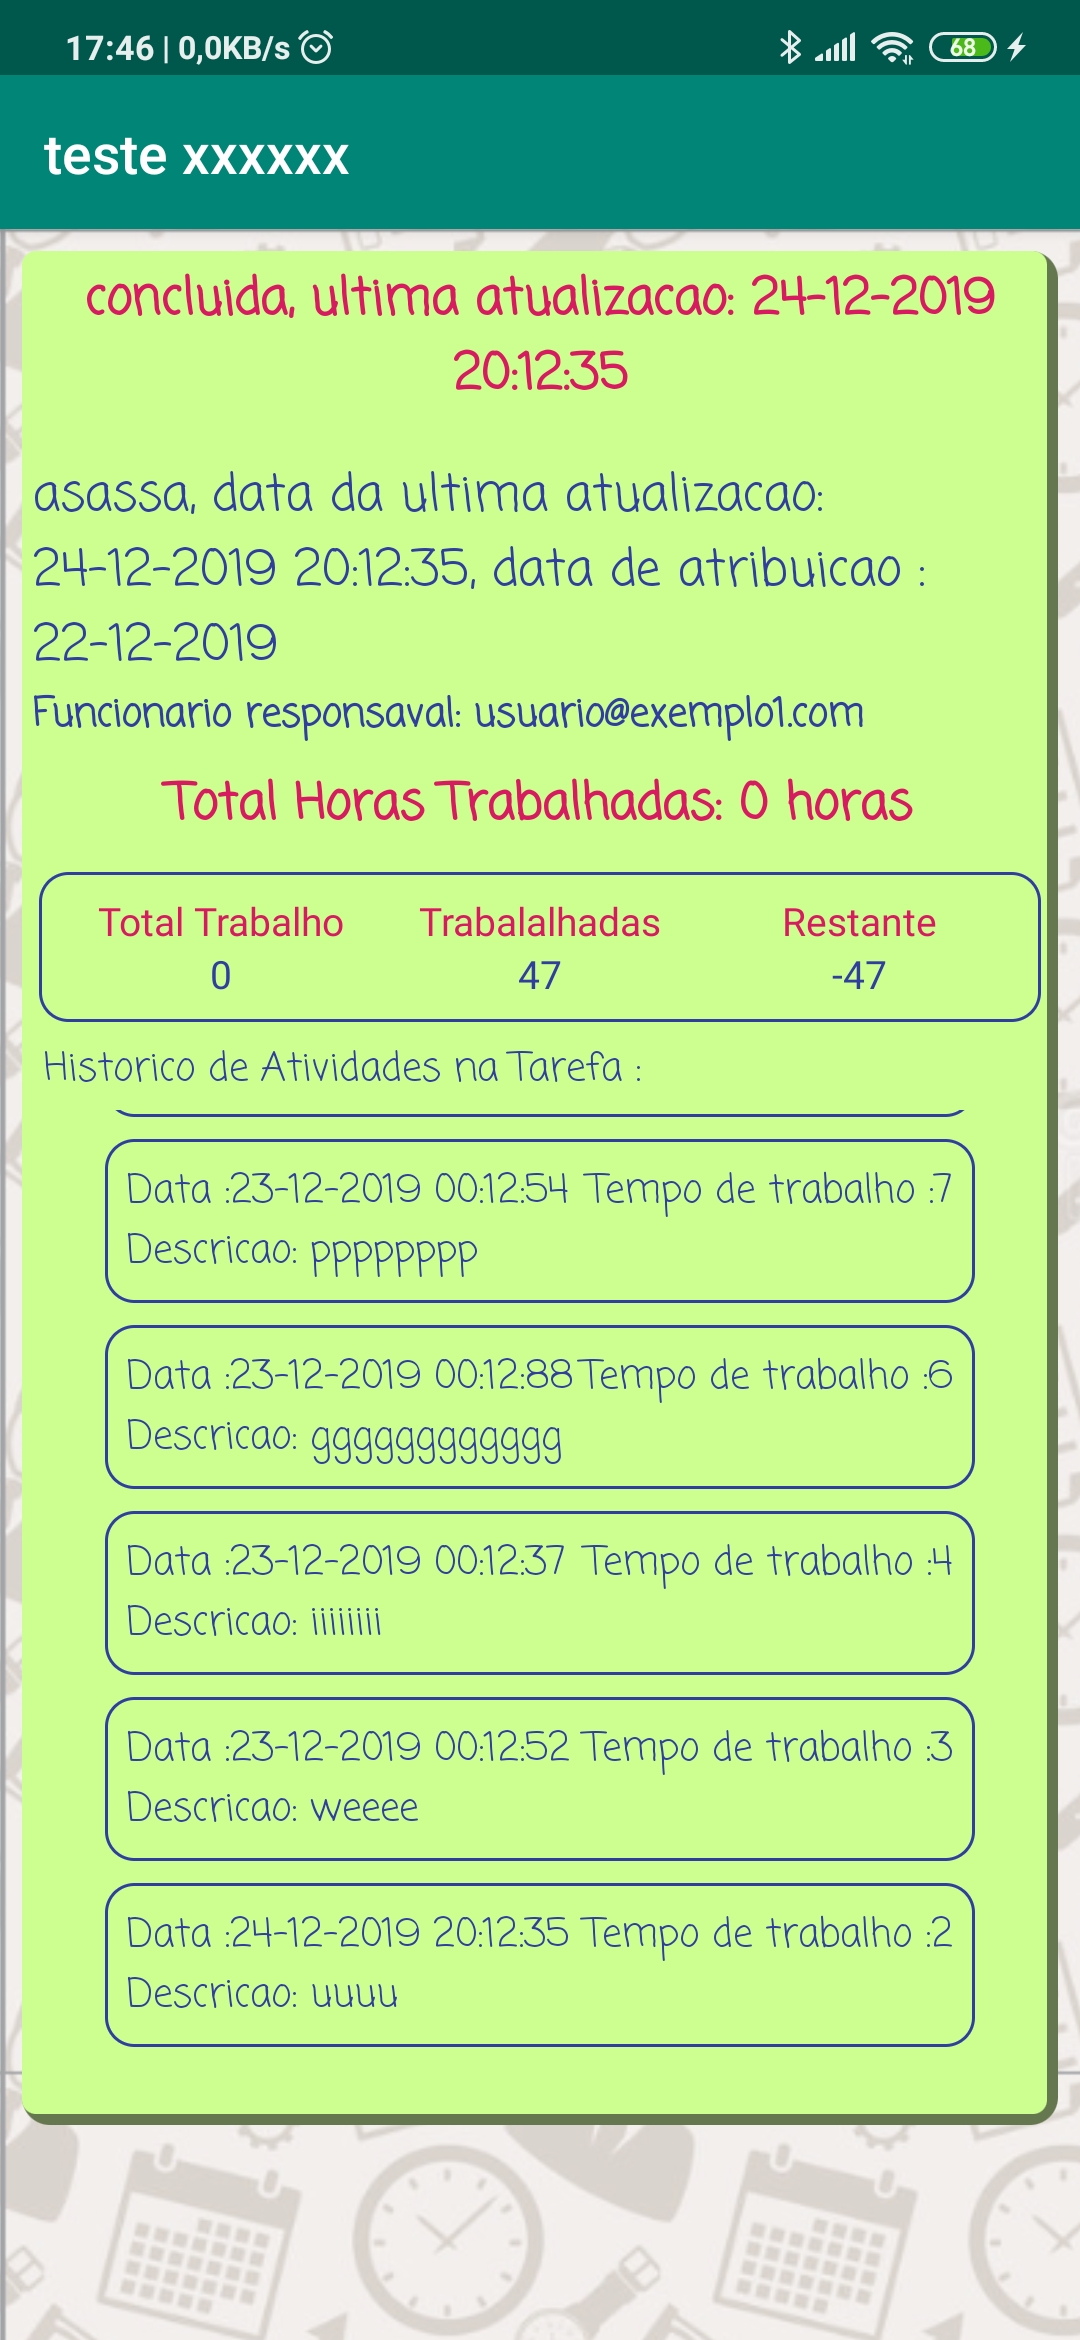 17:46 | 0,0KB/s
68
teste xxxxxx
concluida, ultima atualizacao: 24-12-2019
20:12:35
asassa, data da ultima atualizacao:
24-12-2019 20:12:35, data de atribuicao :
22-12-2019
Funcionario responsaval: usuario@exemplo1.com
Total Horas Trabalhadas: 0 horas
Total Trabalho Trabalalhadas Restante
0 47 -47
Historico de Atividades na Tarefa :
Data :23-12-2019 00:12:54 Tempo de trabalho :7
Descricao: pppppppp
Data :23-12-2019 00:12:88 Tempo de trabalho :6
Descricao: gggggggggggg
Data :23-12-2019 00:12:37 Tempo de trabalho :4
Descricao: iiiiiiii
Data :23-12-2019 00:12:52 Tempo de trabalho :3
Descricao: weeee
Data :24-12-2019 20:12:35 Tempo de trabalho :2
Descricao: uuuu